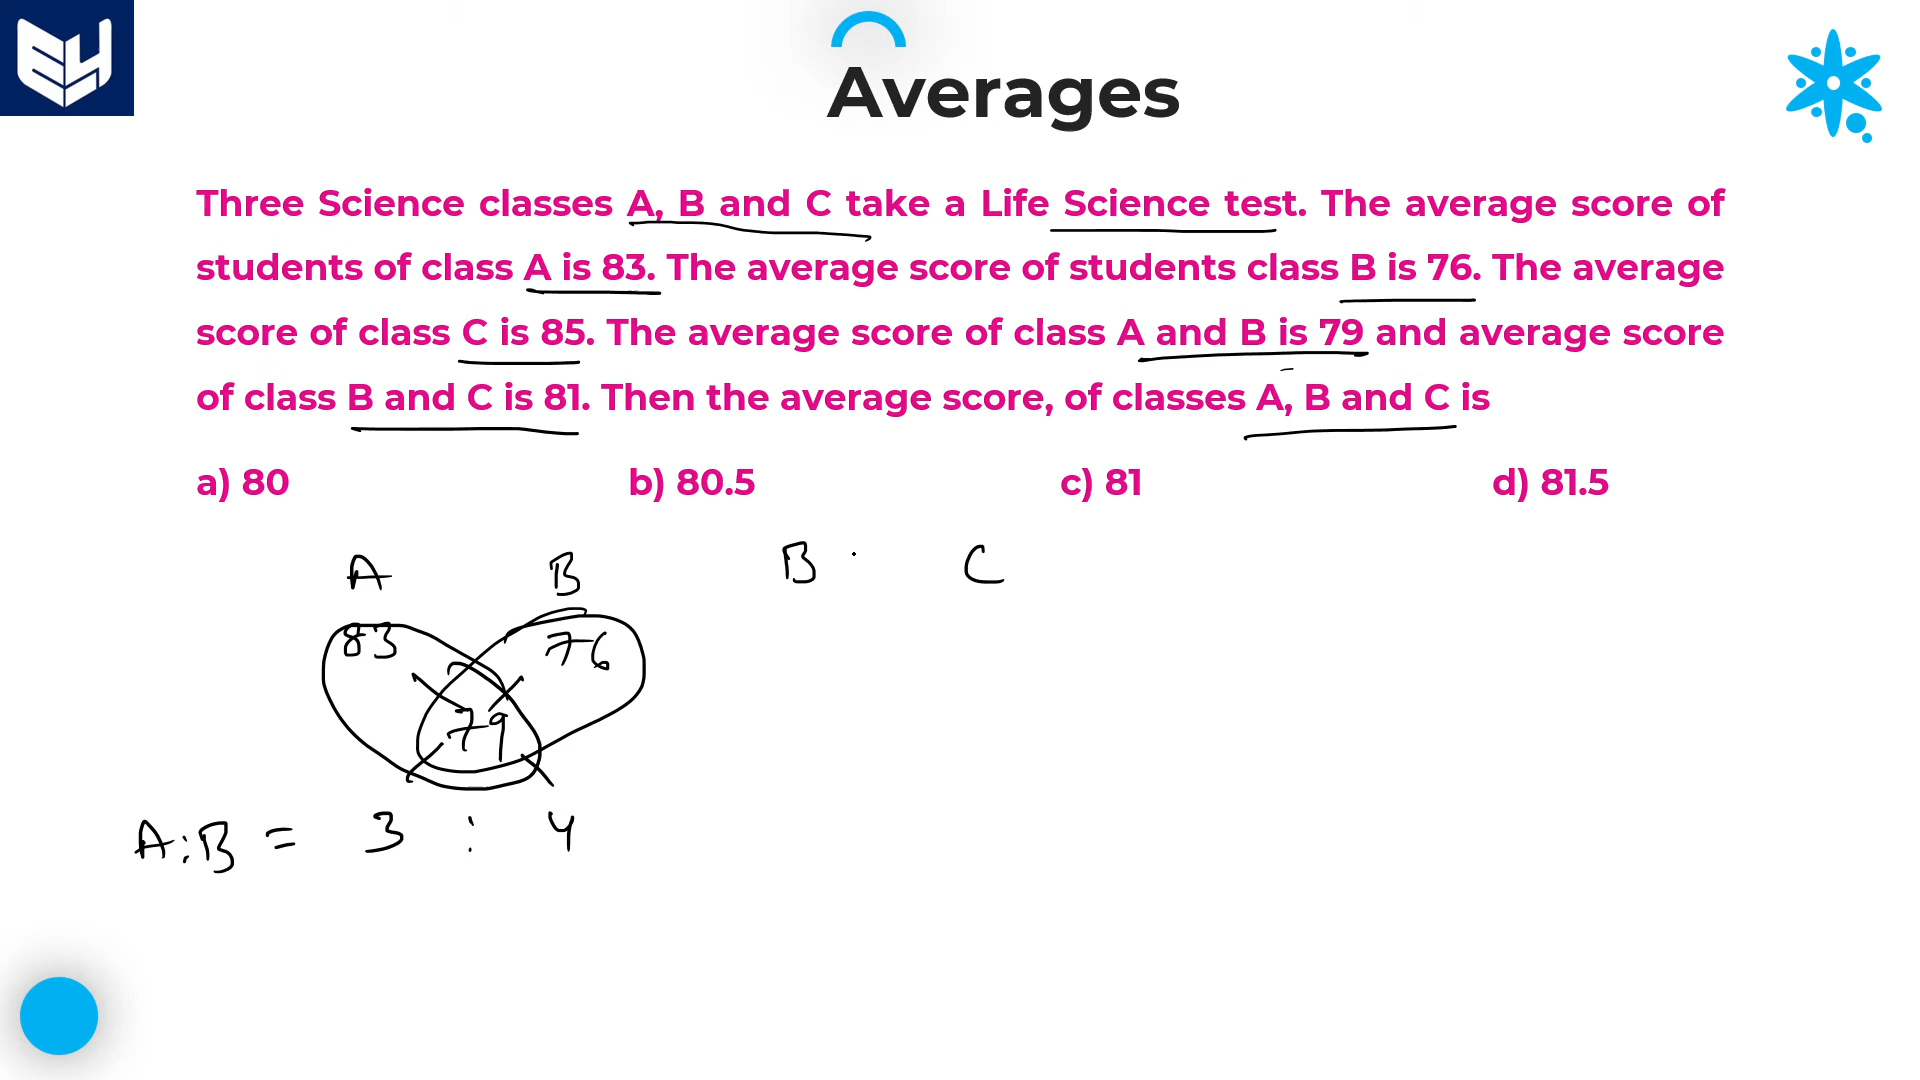 Averages
Three Science classes A, B and C take a Life Science test. The average score of
students of class A is 83. The average score of students class B is 76. The average
score of class C is 85. The average score of class A and B is 79 and average score
of class B and C is 81. Then the average score, of classes A, B and C is
a) 80 b) 80.5 c) 81 d) 81.5
A B B C
83 76
79
A:B = 3 : 4